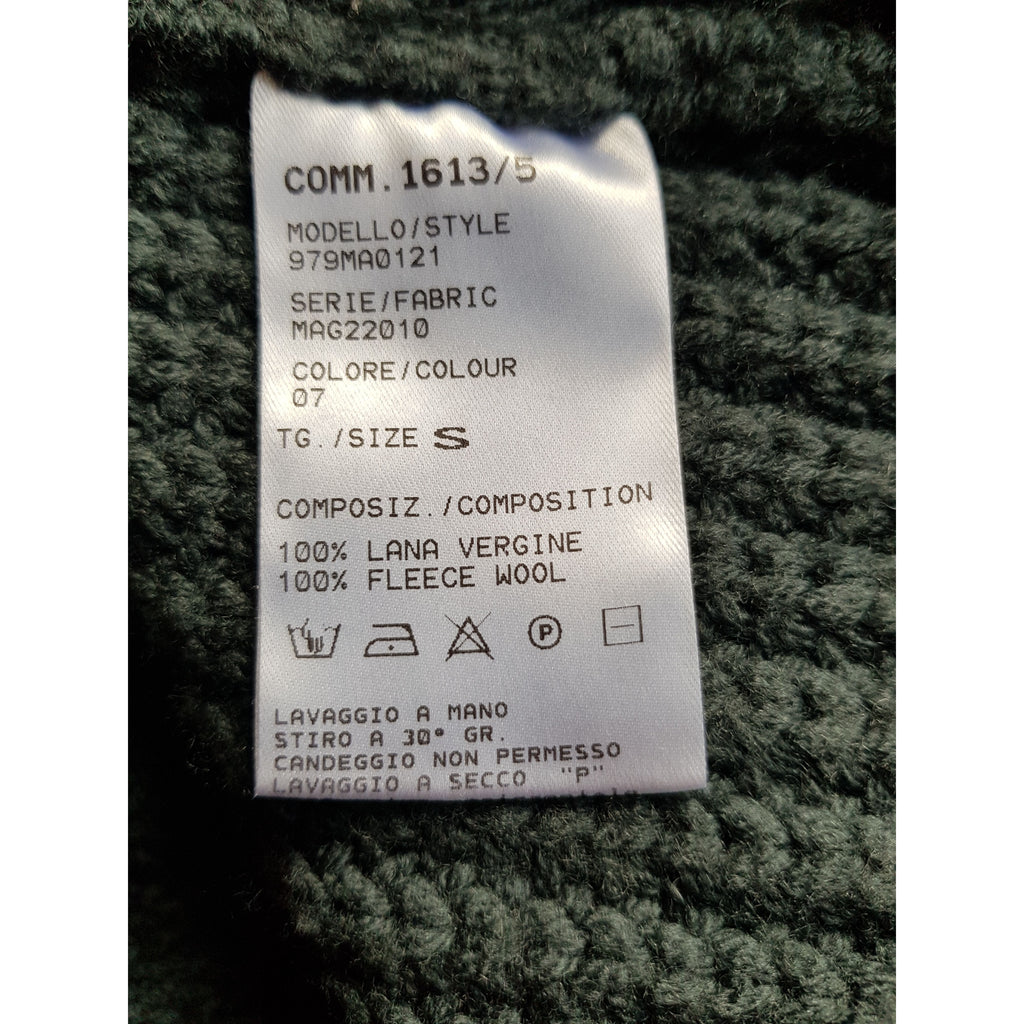 COMM.1613/5
MODELLO/STYLE
979MA0121
SERIE/FABRIC
MAG22010
COLORE/COLOUR
07
TG./SIZE S
COMPOSIZ./COMPOSITION
100% LANA VERGINE
100% FLEECE WOOL
P
LAVAGGIO A MANO
STIRO A 30° GR.
CANDEGGIO NON PERMESSO
LAVAGGIO A SECCO "P"